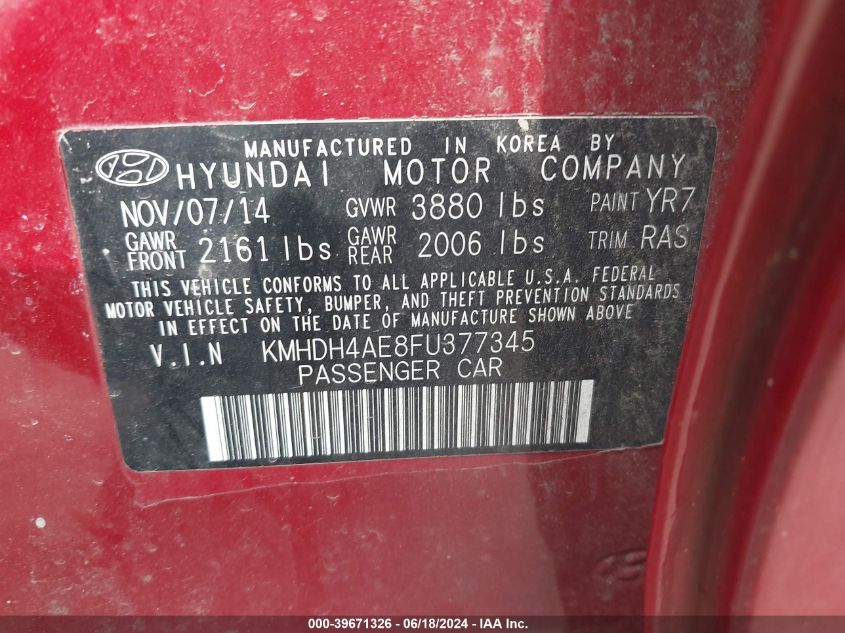 MANUFACTURED IN KOREA BY
HYUNDAI MOTOR COMPANY
NOV/07/14 GVWR 3880 lbs PAINT YR7
GAWR FRONT 2161 lbs GAWR REAR 2006 lbs TRIM RAS
THIS VEHICLE CONFORMS TO ALL APPLICABLE U.S.A. FEDERAL
MOTOR VEHICLE SAFETY, BUMPER, AND THEFT PREVENTION STANDARDS
IN EFFECT ON THE DATE OF MANUFACTURE SHOWN ABOVE.
V.I.N KMHDH4AE8FU377345
PASSENGER CAR
000-39671326 - 06/18/2024 - IAA Inc.